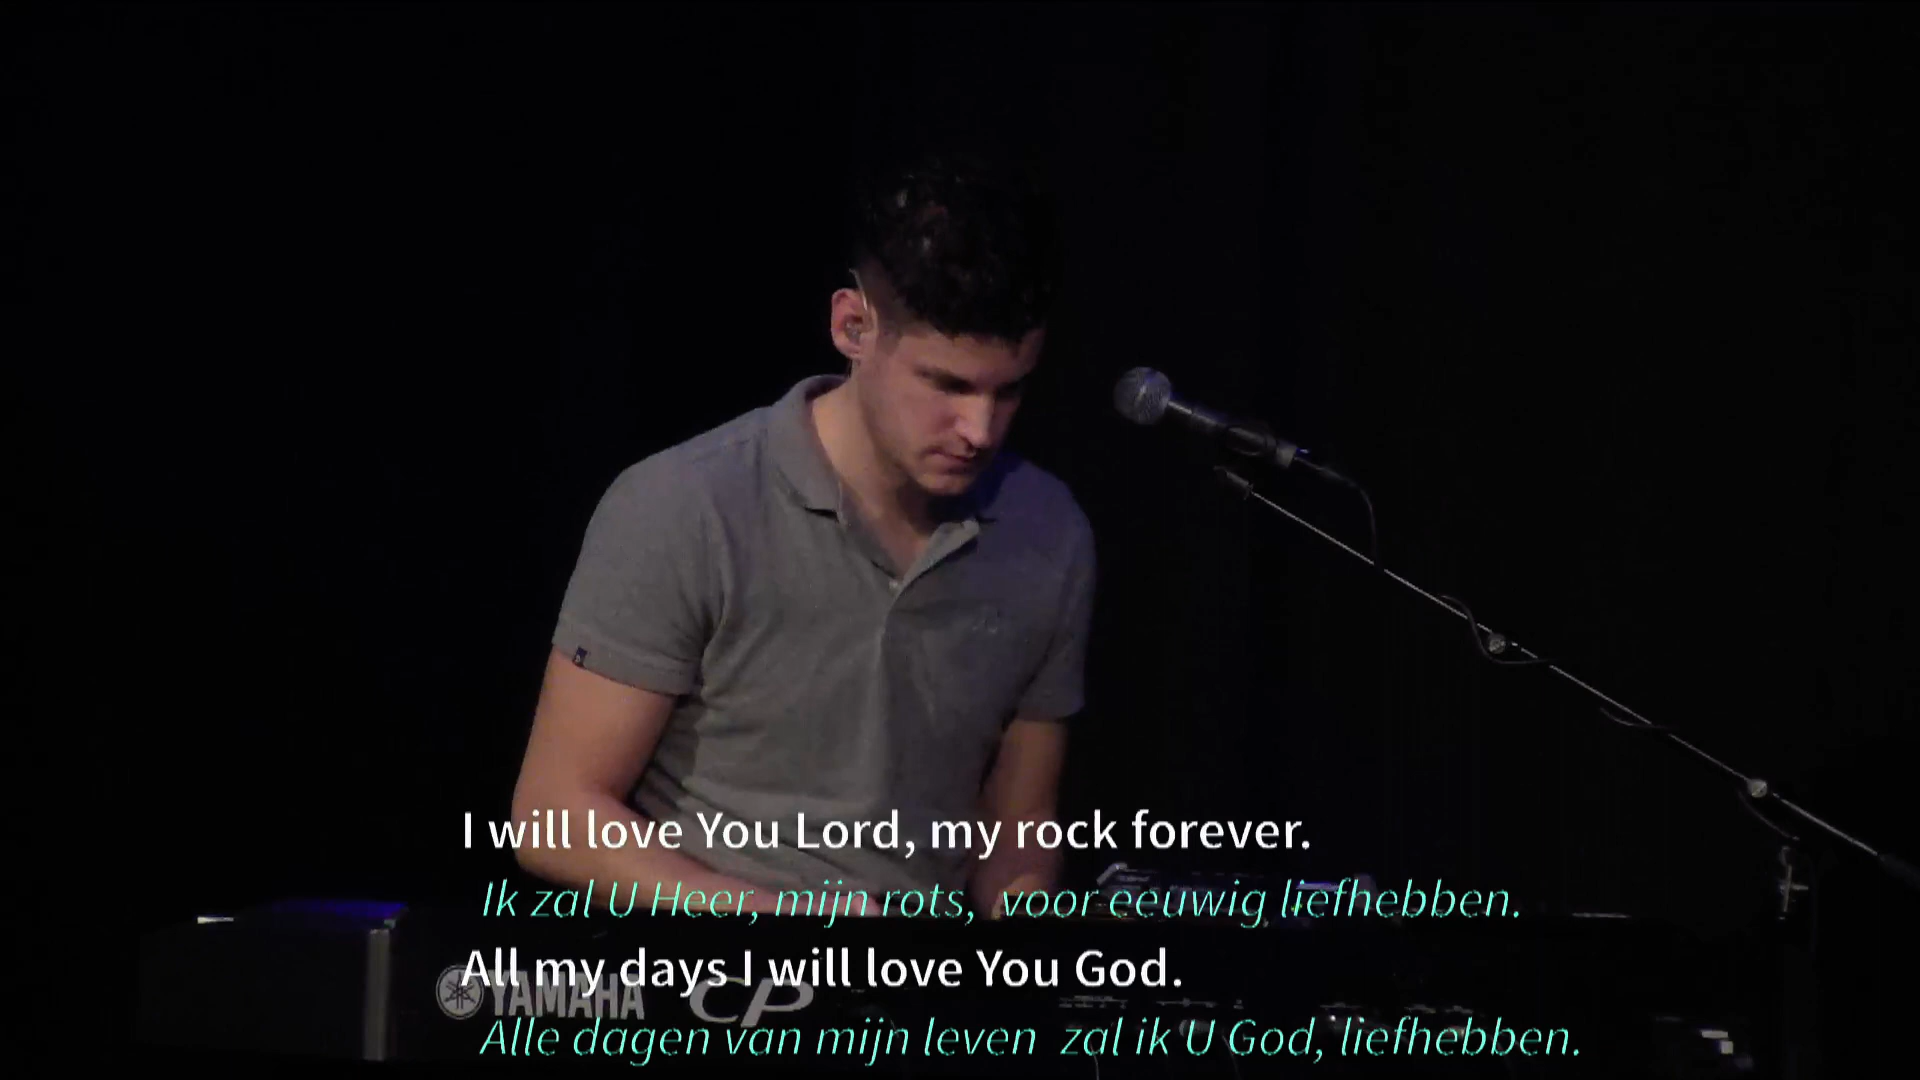 I will love You Lord, my rock forever.
Ik zal U Heer, mijn rots, voor eeuwig liefhebben.
All my days I will love You God.
YAMAHA CP
Alle dagen van mijn leven zal ik U God, liefhebben.